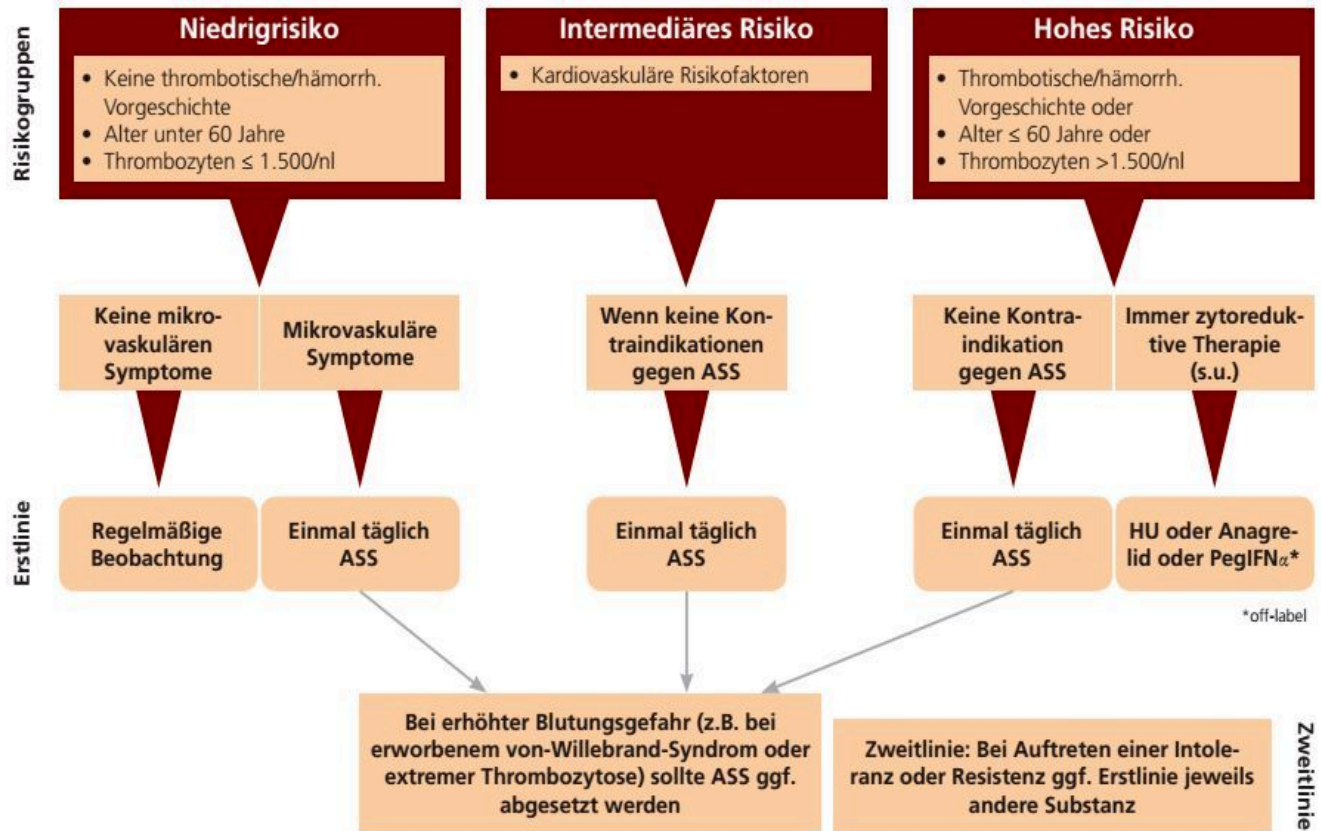 Risikogruppen
Niedrigrisiko
• Keine thrombotische/hämorrh.
Vorgeschichte
• Alter unter 60 Jahre
• Thrombozyten ≤ 1.500/nl
Intermediäres Risiko
• Kardiovaskuläre Risikofaktoren
Hohes Risiko
• Thrombotische/hämorrh.
Vorgeschichte oder
• Alter ≤ 60 Jahre oder
• Thrombozyten >1.500/nl
Keine mikro-
vaskulären
Symptome
Mikrovaskuläre
Symptome
Wenn keine Kon-
traindikationen
gegen ASS
Keine Kontra-
indikation
gegen ASS
Immer zytoreduk-
tive Therapie
(s.u.)
Erstlinie
Regelmäßige
Beobachtung
Einmal täglich
ASS
Einmal täglich
ASS
Einmal täglich
ASS
HU oder Anagre-
lid oder PegIFNα*
*off-label
Bei erhöhter Blutungsgefahr (z.B. bei
erworbenem von-Willebrand-Syndrom oder
extremer Thrombozytose) sollte ASS ggf.
abgesetzt werden
Zweitlinie: Bei Auftreten einer Intole-
ranz oder Resistenz ggf. Erstlinie jeweils
andere Substanz
Zweitlinie